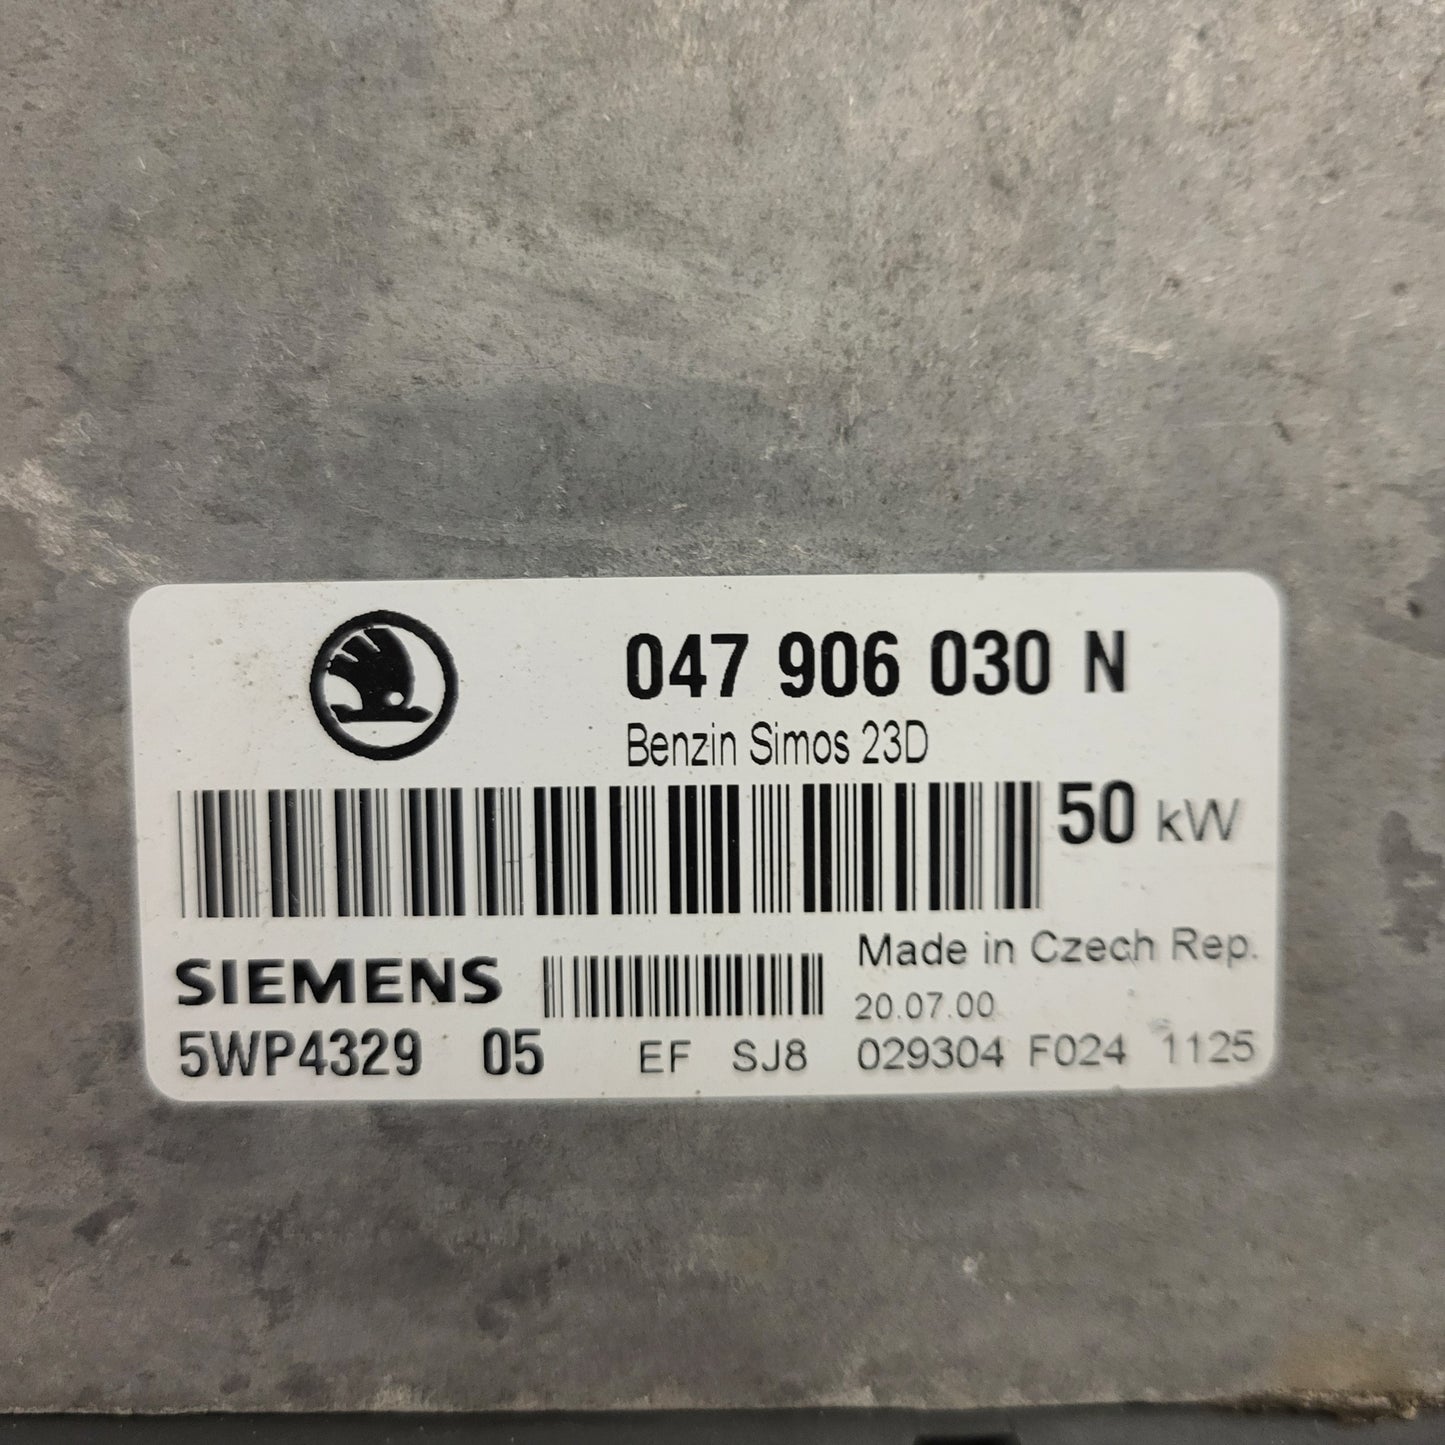 047 906 030 N
Benzin Simos 23D
50 kW
SIEMENS
Made in Czech Rep.
20.07.00
5WP4329 05 EF SJ8 029304 F024 1125